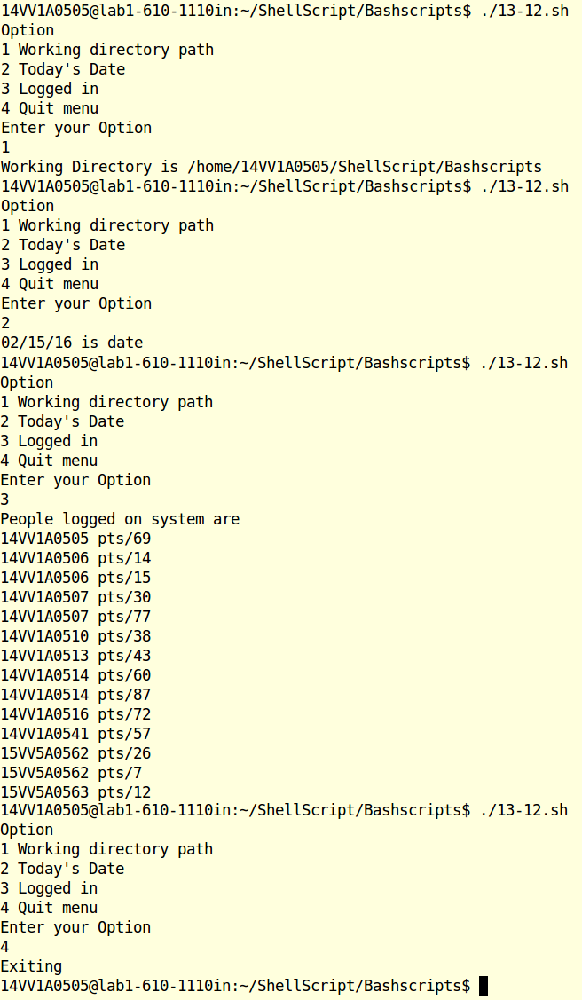 14VV1A0505@lab1-610-1110in:~/ShellScript/Bashscripts$ ./13-12.sh
Option
1 Working directory path
2 Today's Date
3 Logged in
4 Quit menu
Enter your Option
1
Working Directory is /home/14VV1A0505/ShellScript/Bashscripts
14VV1A0505@lab1-610-1110in:~/ShellScript/Bashscripts$ ./13-12.sh
Option
1 Working directory path
2 Today's Date
3 Logged in
4 Quit menu
Enter your Option
2
02/15/16 is date
14VV1A0505@lab1-610-1110in:~/ShellScript/Bashscripts$ ./13-12.sh
Option
1 Working directory path
2 Today's Date
3 Logged in
4 Quit menu
Enter your Option
3
People logged on system are
14VV1A0505 pts/69
14VV1A0506 pts/14
14VV1A0506 pts/15
14VV1A0507 pts/30
14VV1A0507 pts/77
14VV1A0510 pts/38
14VV1A0513 pts/43
14VV1A0514 pts/60
14VV1A0514 pts/87
14VV1A0516 pts/72
14VV1A0541 pts/57
15VV5A0562 pts/26
15VV5A0562 pts/7
15VV5A0563 pts/12
14VV1A0505@lab1-610-1110in:~/ShellScript/Bashscripts$ ./13-12.sh
Option
1 Working directory path
2 Today's Date
3 Logged in
4 Quit menu
Enter your Option
4
Exiting
14VV1A0505@lab1-610-1110in:~/ShellScript/Bashscripts$